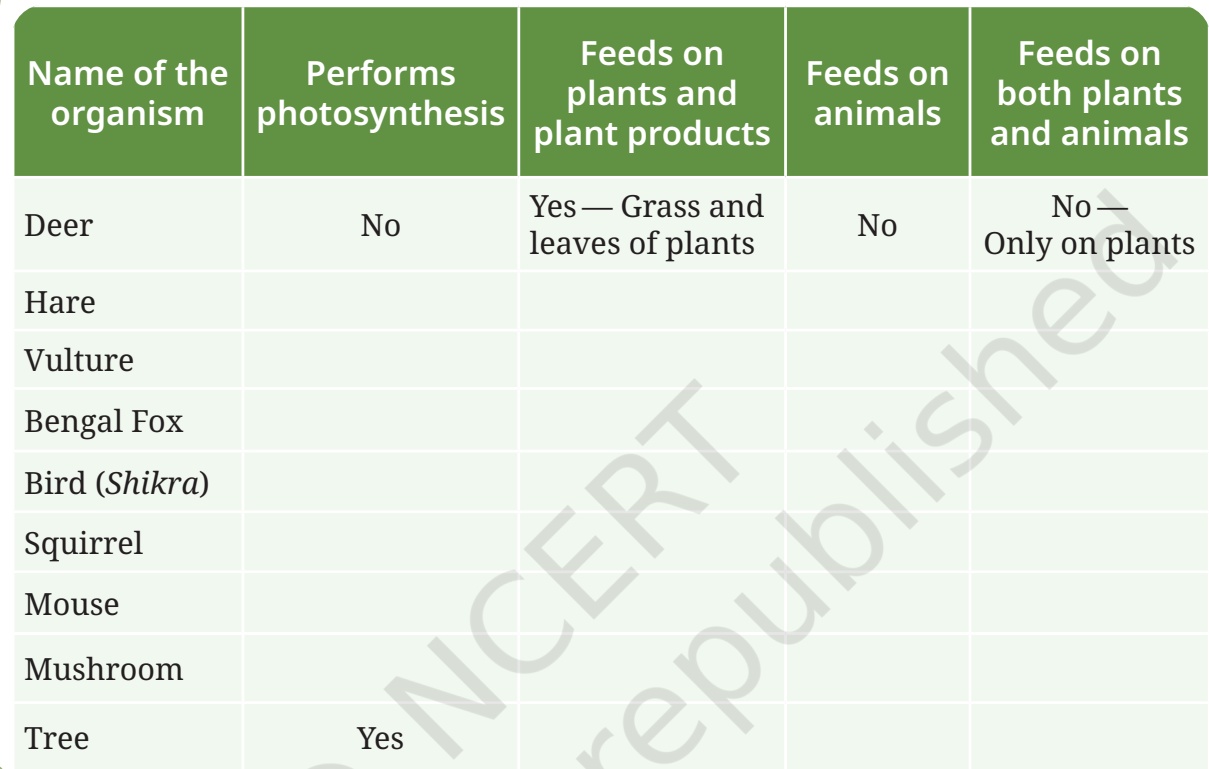 Name of the
organism
Performs
photosynthesis
Feeds on
plants and
plant products
Feeds on
animals
Feeds on
both plants
and animals
Deer
No
Yes — Grass and
leaves of plants
No
No —
Only on plants
Hare
Vulture
Bengal Fox
Bird (Shikra)
Squirrel
Mouse
Mushroom
Tree
Yes
NCERT
republished